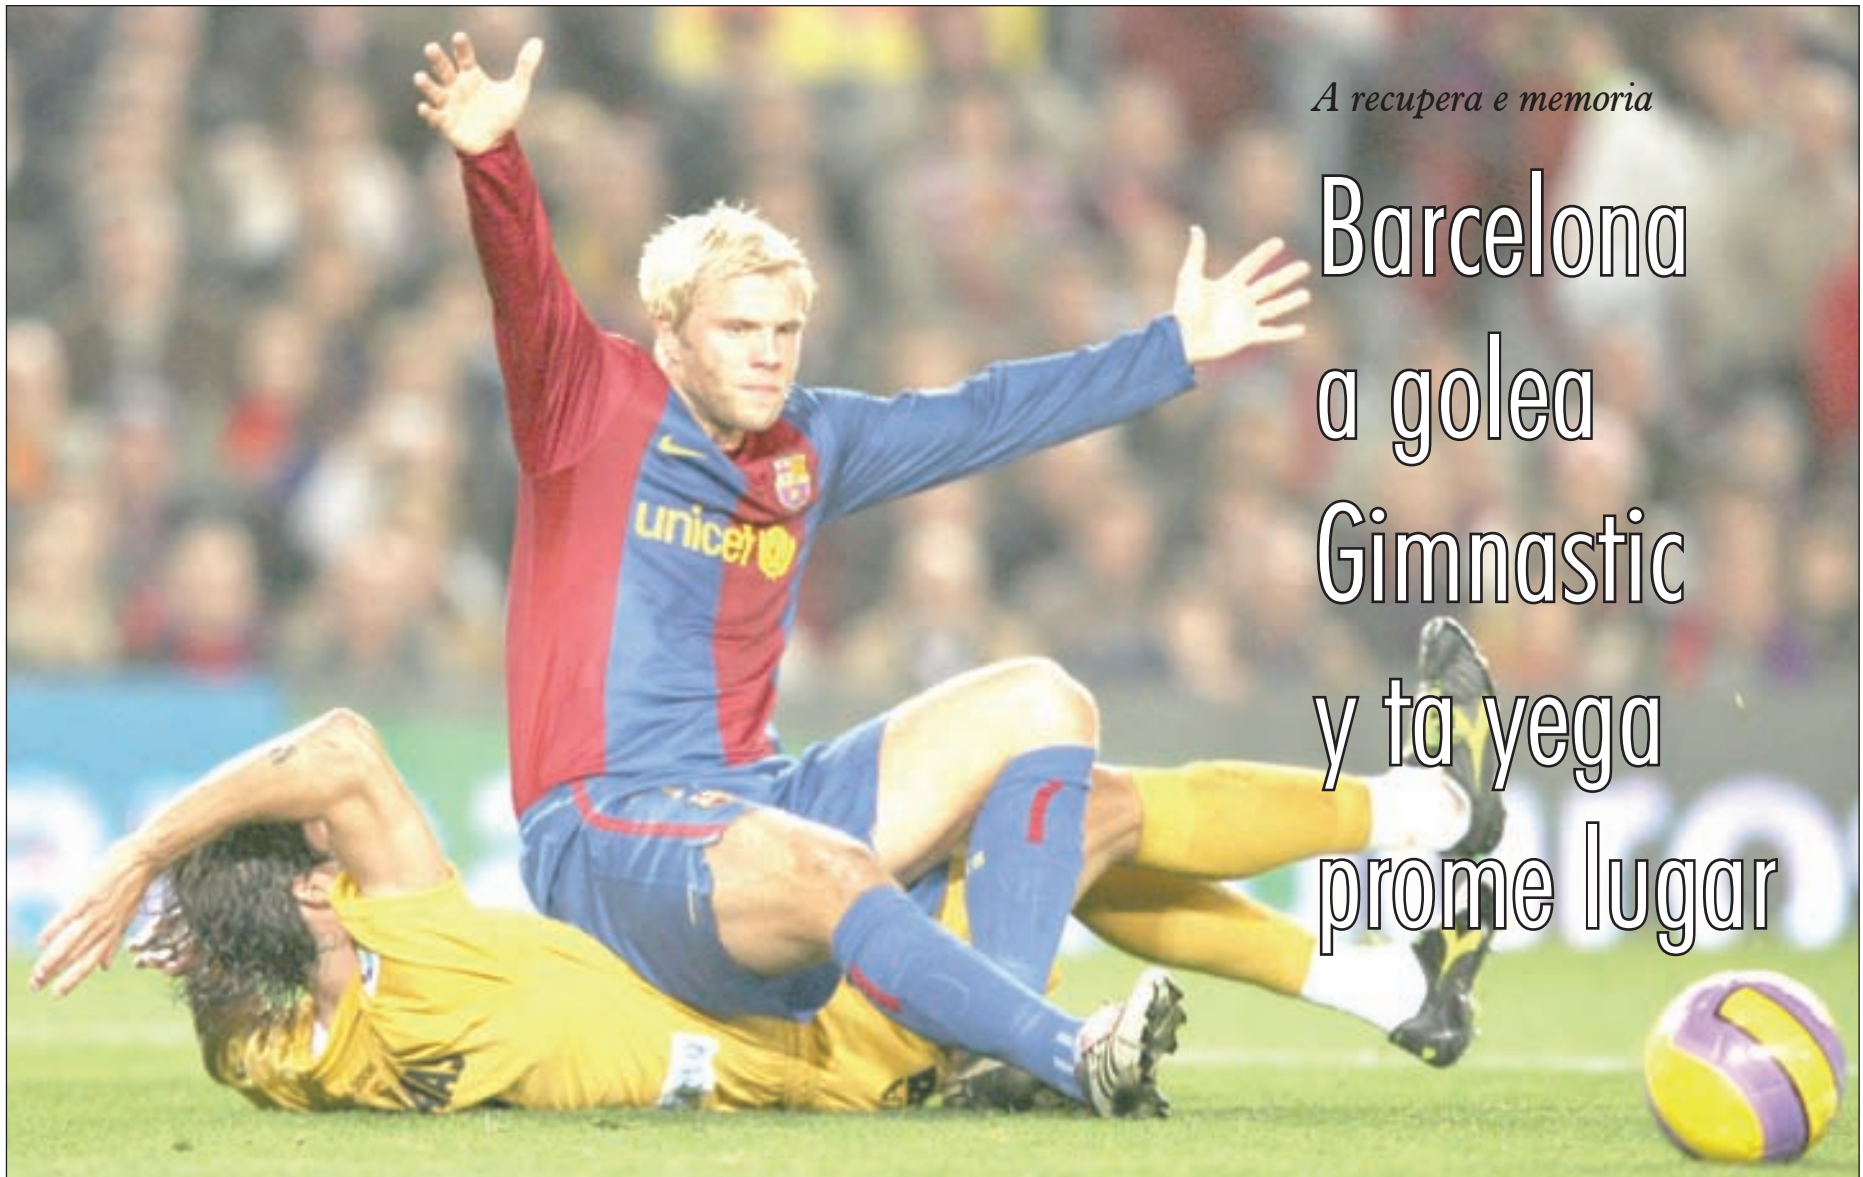 A recupera e memoria
Barcelona
a golea
Gimnastic
y ta yega
prome lugar
unicef